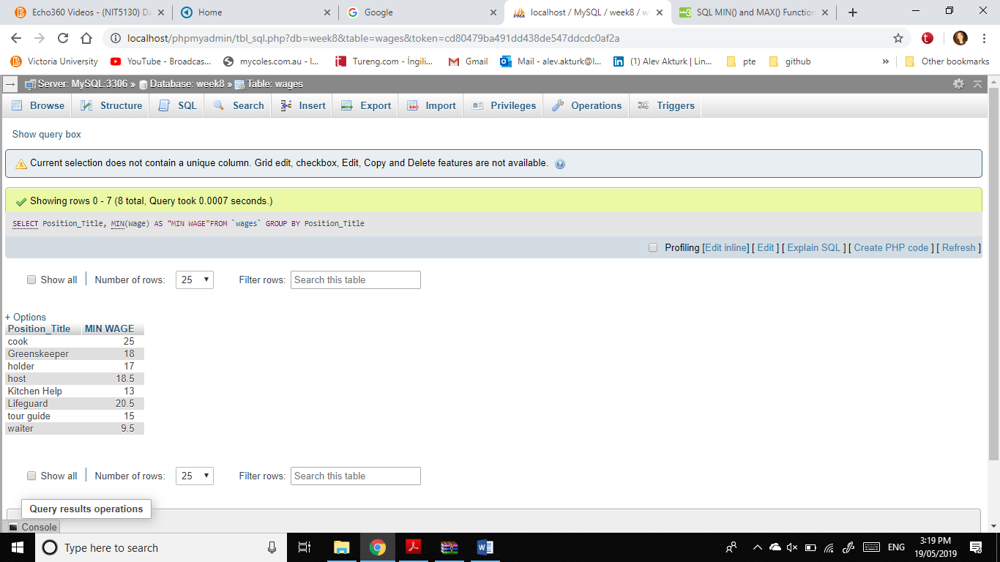 Echo360 Videos - (NIT5130) Da
Home
Google
localhost / MySQL / week8 / wa
SQL MIN() and MAX() Function
localhost/phpmyadmin/tbl_sql.php?db=week8&table=wages&token=cd80479ba491dd438de547ddcdc0af2a
Victoria University
YouTube - Broadcas...
mycoles.com.au - I...
Tureng.com - İngili...
Gmail
Mail - alev.akturk@l...
(1) Alev Akturk | Lin...
pte
github
»
Other bookmarks
Server: MySQL:3306 » Database: week8 » Table: wages
Browse Structure SQL Search Insert Export Import Privileges Operations Triggers
Show query box
Current selection does not contain a unique column. Grid edit, checkbox, Edit, Copy and Delete features are not available.
Showing rows 0 - 7 (8 total, Query took 0.0007 seconds.)
SELECT Position_Title, MIN(Wage) AS "MIN WAGE"FROM `wages` GROUP BY Position_Title
Profiling [Edit inline] [ Edit ] [ Explain SQL ] [ Create PHP code ] [ Refresh ]
Show all | Number of rows: 25 Filter rows: Search this table
+ Options
Position_Title MIN WAGE
cook 25
Greenskeeper 18
holder 17
host 18.5
Kitchen Help 13
Lifeguard 20.5
tour guide 15
waiter 9.5
Show all | Number of rows: 25 Filter rows: Search this table
Query results operations
Console
Type here to search
ENG
3:19 PM
19/05/2019